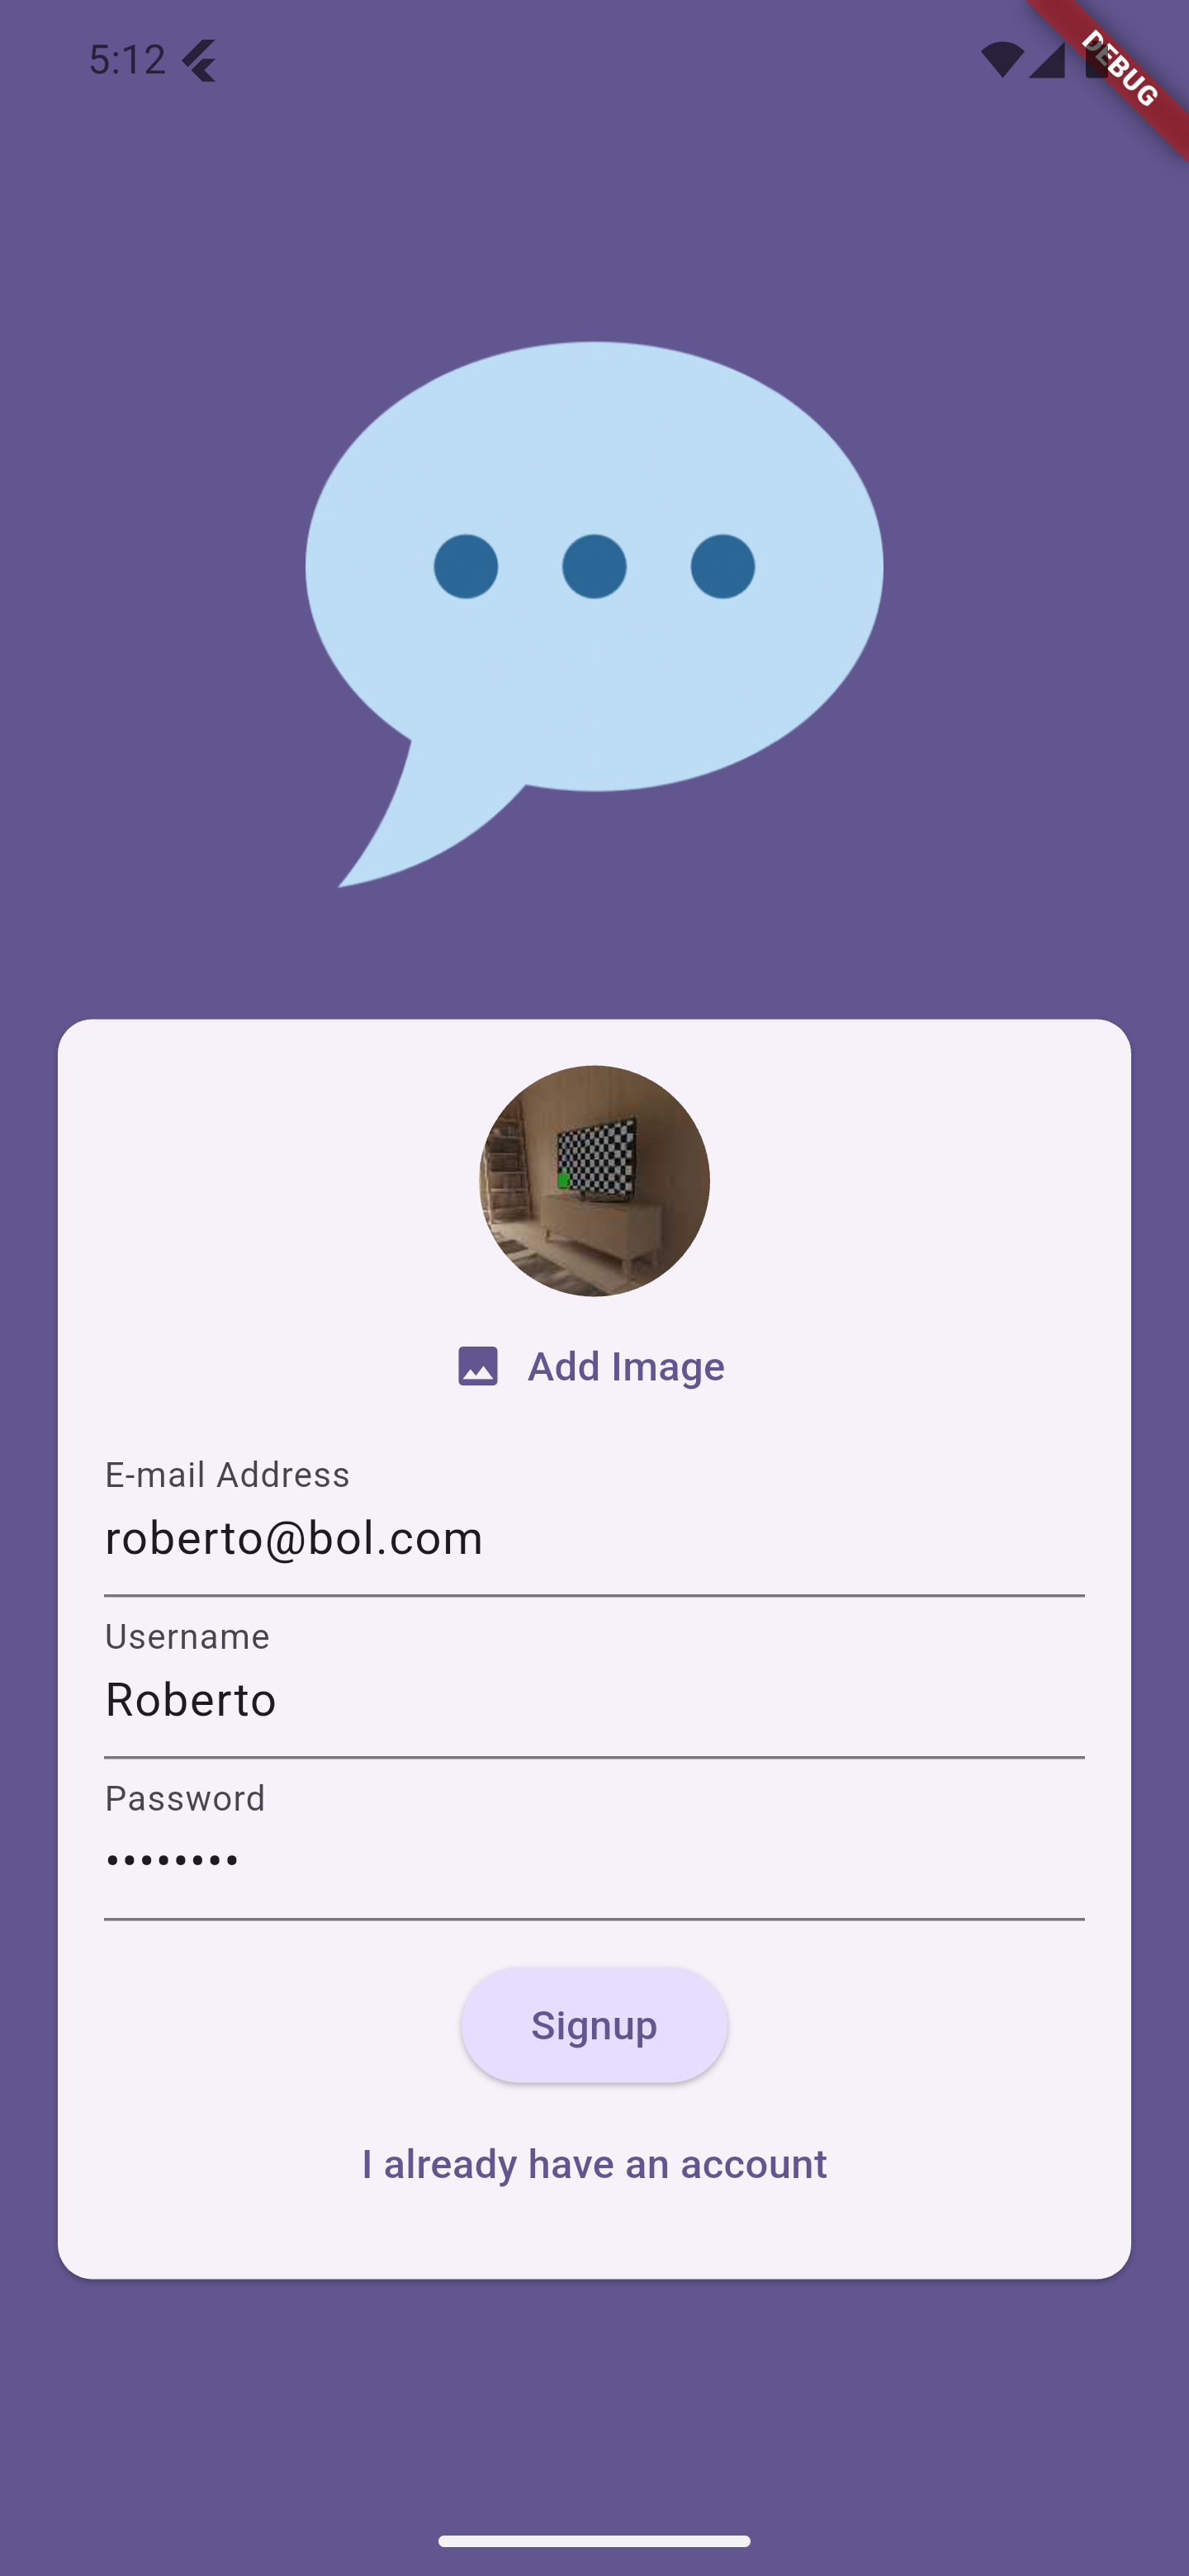 5:12
DEBUG
Add Image
E-mail Address
roberto@bol.com
Username
Roberto
Password
••••••••
Signup
I already have an account